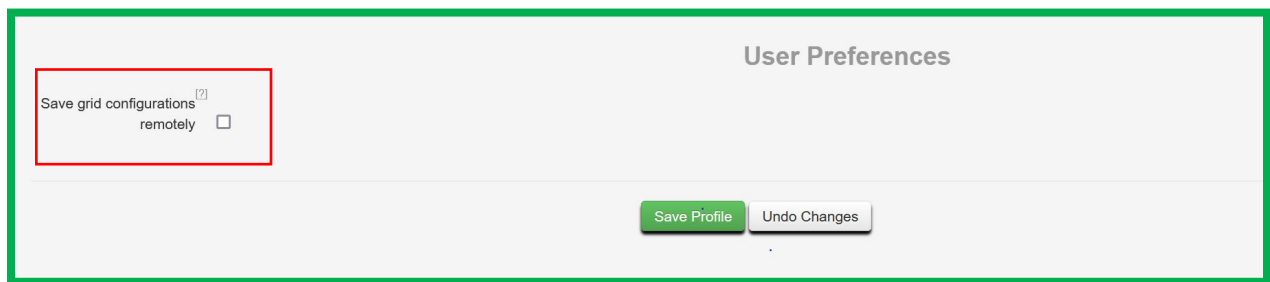 User Preferences
Save grid configurations [?]
remotely
Save Profile Undo Changes